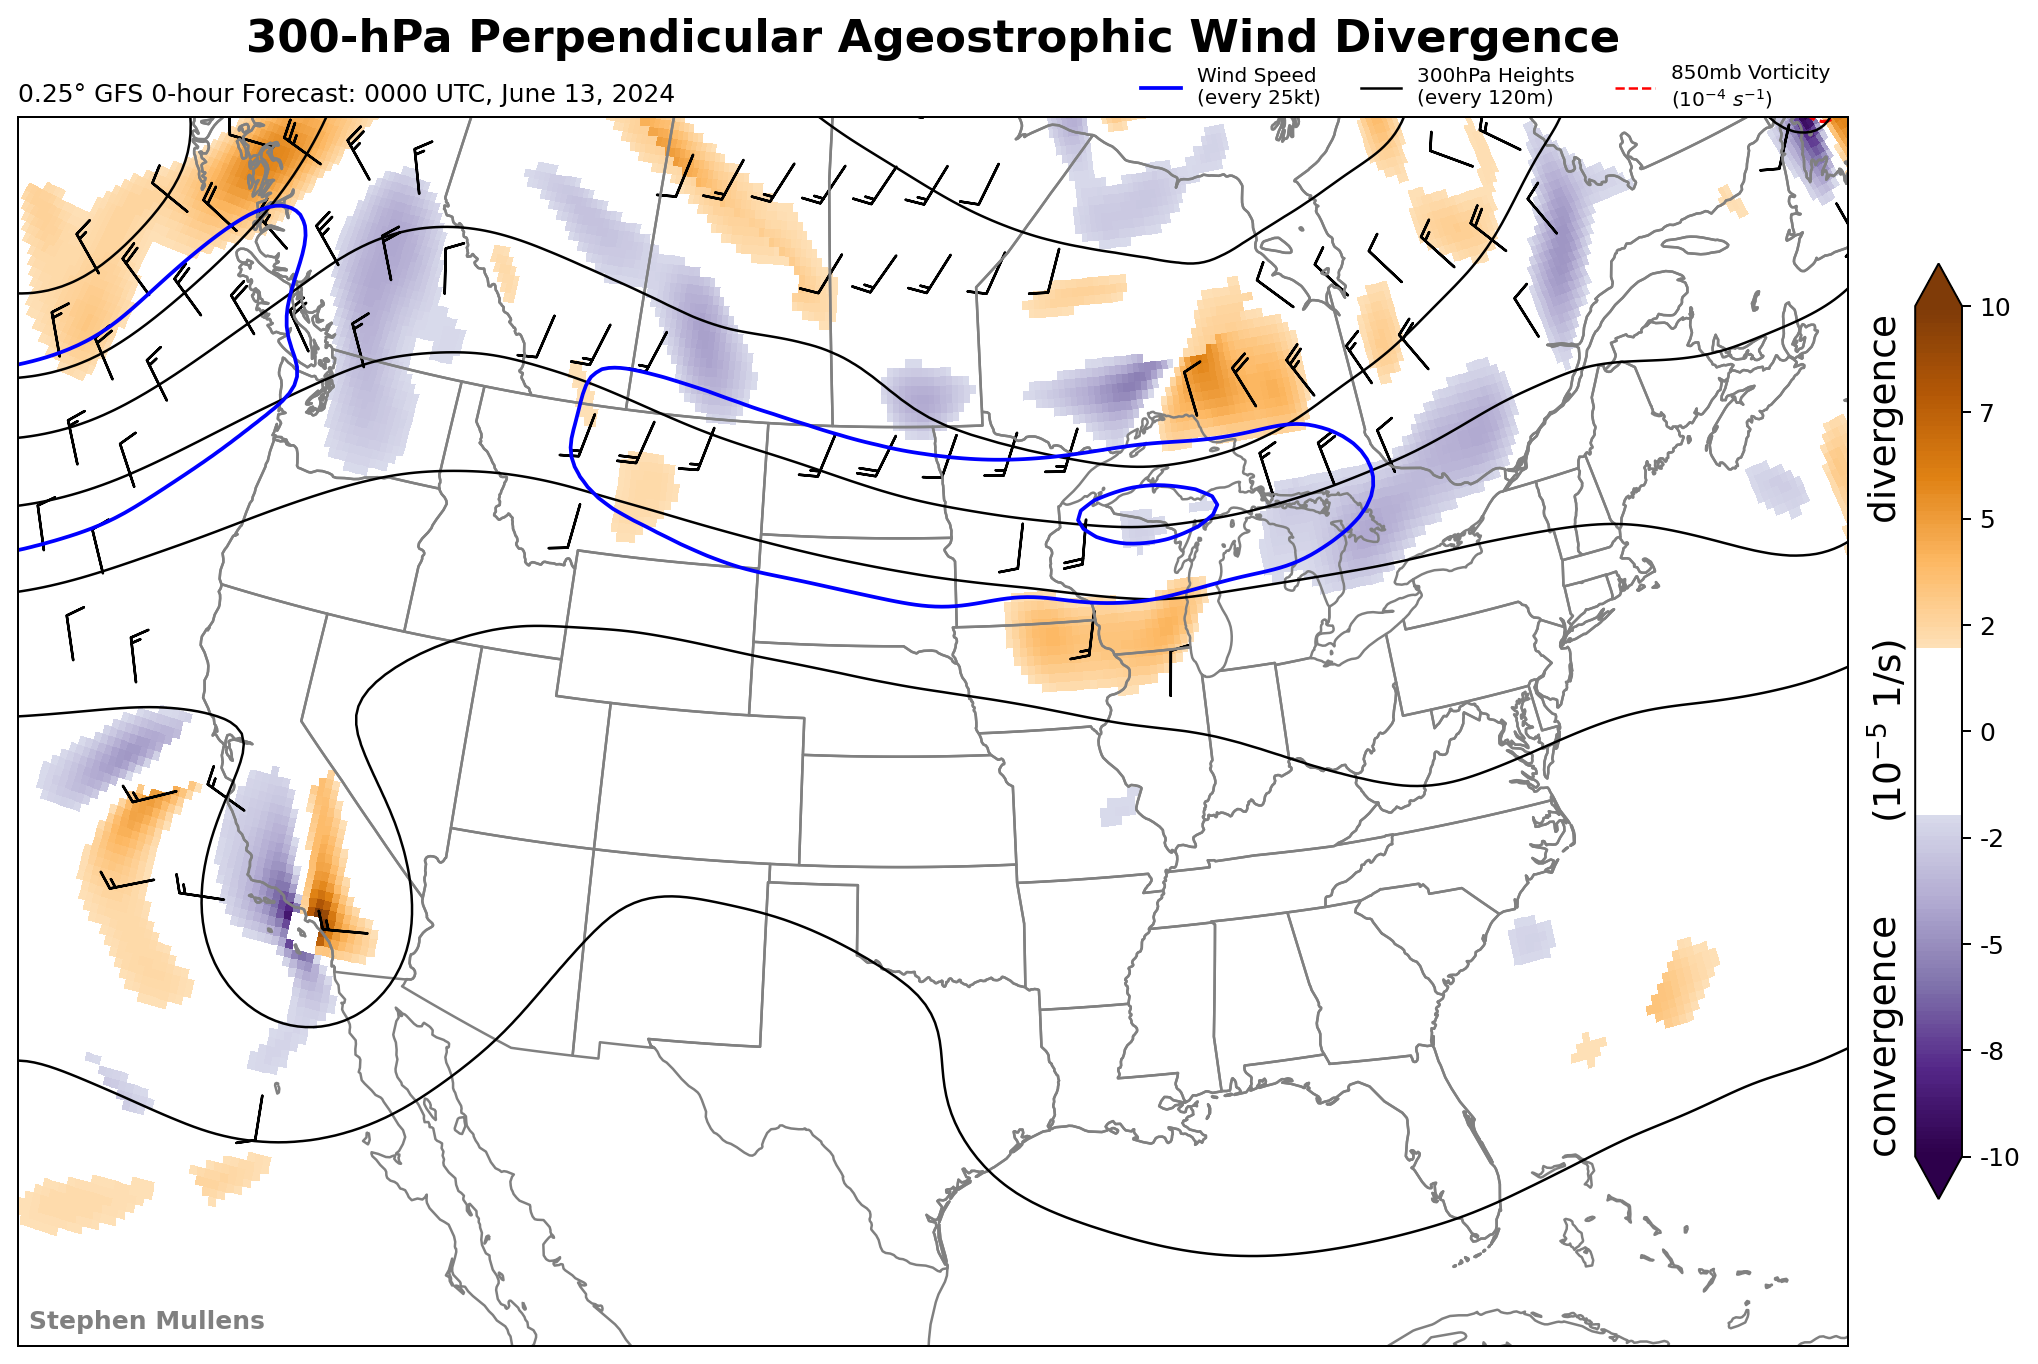 300-hPa Perpendicular Ageostrophic Wind Divergence
0.25° GFS 0-hour Forecast: 0000 UTC, June 13, 2024
Wind Speed
(every 25kt)
300hPa Heights
(every 120m)
850mb Vorticity
(10⁻⁴ s⁻¹)
10
7
5
2
0
-2
-5
-8
-10
convergence (10⁻⁵ 1/s) divergence
Stephen Mullens